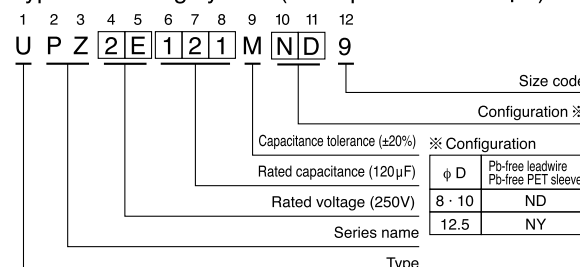 1 2 3 4 5 6 7 8 9 10 11 12
U P Z 2 E 1 2 1 M N D 9
Size code
Configuration ※
Capacitance tolerance (±20%)
Rated capacitance (120μF)
Rated voltage (250V)
Series name
Type
※ Configuration
φ D Pb-free leadwire
Pb-free PET sleeve
8 · 10 ND
12.5 NY